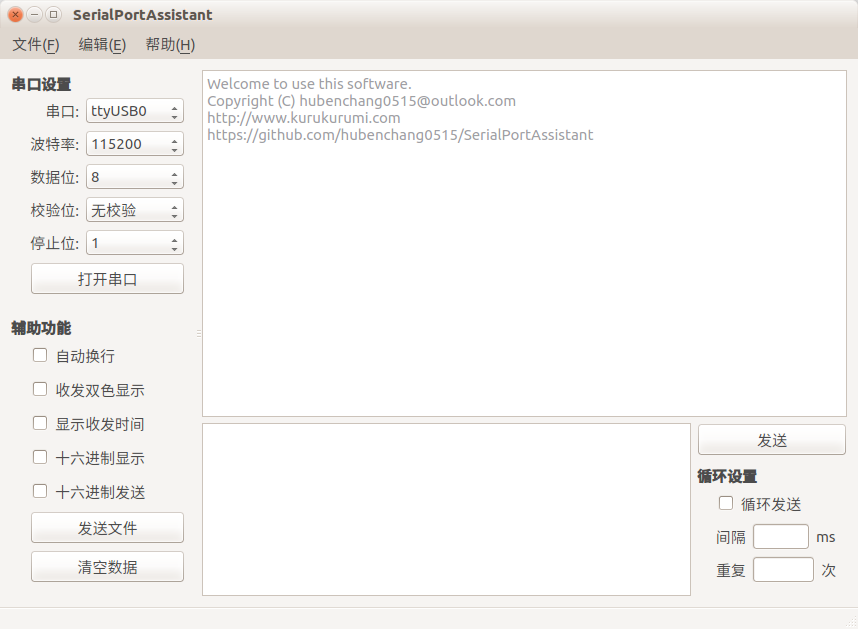 SerialPortAssistant
文件(F) 编辑(E) 帮助(H)
串口设置
串口: ttyUSB0
波特率: 115200
数据位: 8
校验位: 无校验
停止位: 1
打开串口
辅助功能
自动换行
收发双色显示
显示收发时间
十六进制显示
十六进制发送
发送文件
清空数据
Welcome to use this software.
Copyright (C) hubenchang0515@outlook.com
http://www.kurukurumi.com
https://github.com/hubenchang0515/SerialPortAssistant
发送
循环设置
循环发送
间隔 ms
重复 次